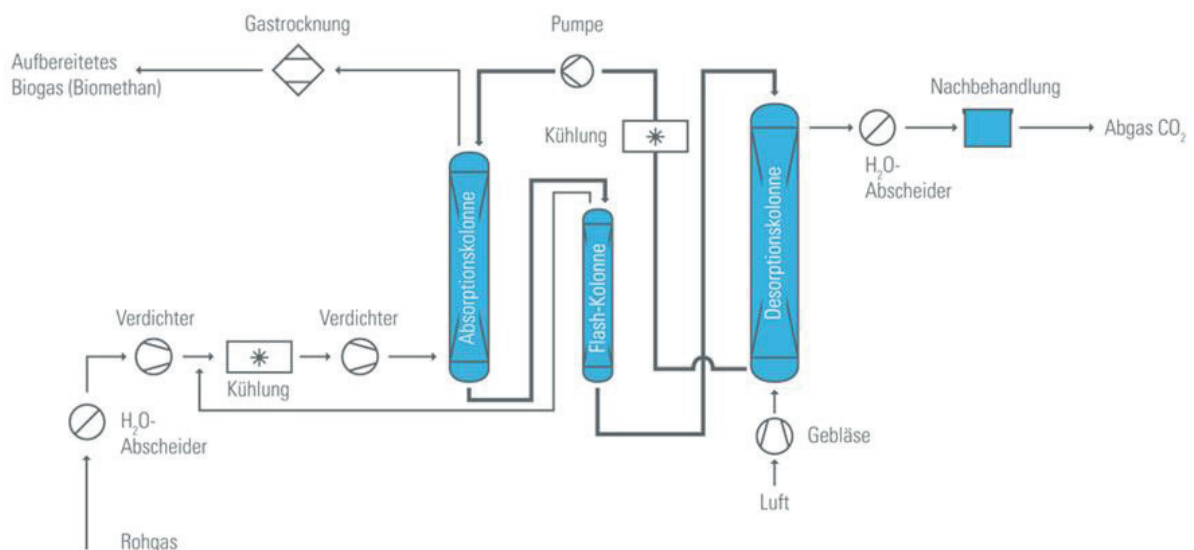 Gastrocknung
Pumpe
Aufbereitetes
Biogas (Biomethan)
Nachbehandlung
Kühlung
Abgas CO₂
H₂O-
Abscheider
Absorptionskolonne
Flash-Kolonne
Desorptionskolonne
Verdichter
Verdichter
Kühlung
H₂O-
Abscheider
Gebläse
Luft
Rohgas